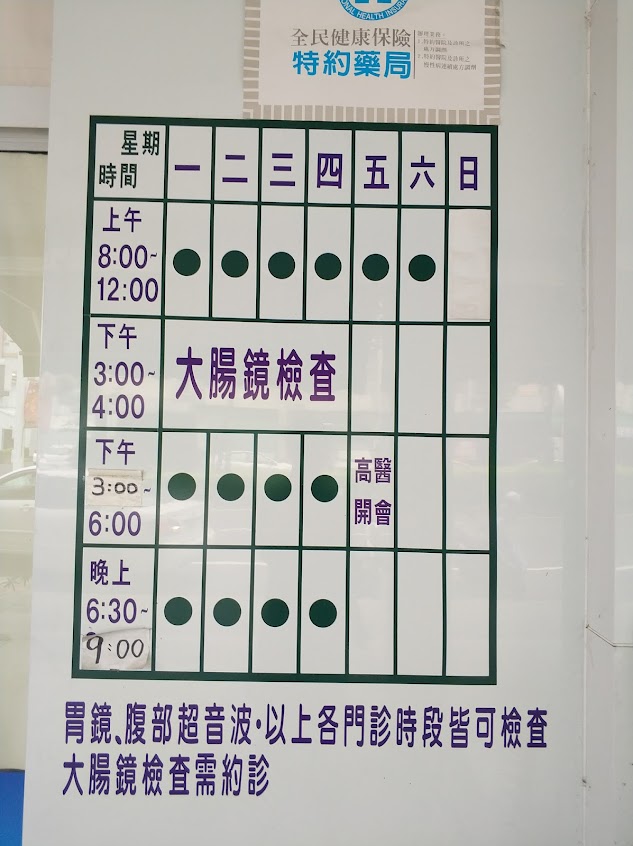 NAL HEALTH INSUR
全民健康保險
特約藥局
星期
時間
一 二 三 四 五 六 日
上午
8:00~
12:00
● ● ● ● ● ●
下午
3:00~
4:00
大腸鏡檢查
下午
3:00~
6:00
● ● ● ●
高醫
開會
晚上
6:30~
9:00
● ● ● ●
胃鏡、腹部超音波·以上各門診時段皆可檢查
大腸鏡檢查需約診